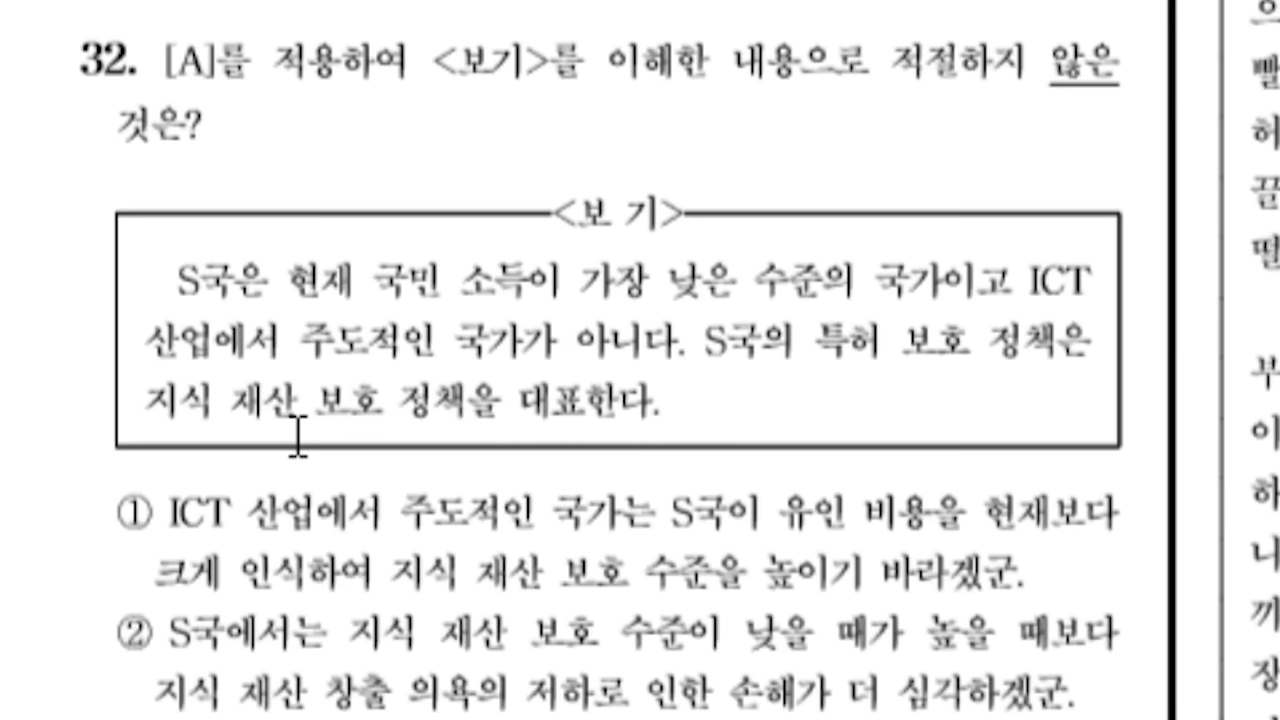 32. [A]를 적용하여 <보기>를 이해한 내용으로 적절하지 않은
것은?
<보 기>
S국은 현재 국민 소득이 가장 낮은 수준의 국가이고 ICT
산업에서 주도적인 국가가 아니다. S국의 특허 보호 정책은
지식 재산 보호 정책을 대표한다.
① ICT 산업에서 주도적인 국가는 S국이 유인 비용을 현재보다
크게 인식하여 지식 재산 보호 수준을 높이기 바라겠군.
② S국에서는 지식 재산 보호 수준이 낮을 때가 높을 때보다
지식 재산 창출 의욕의 저하로 인한 손해가 더 심각하겠군.